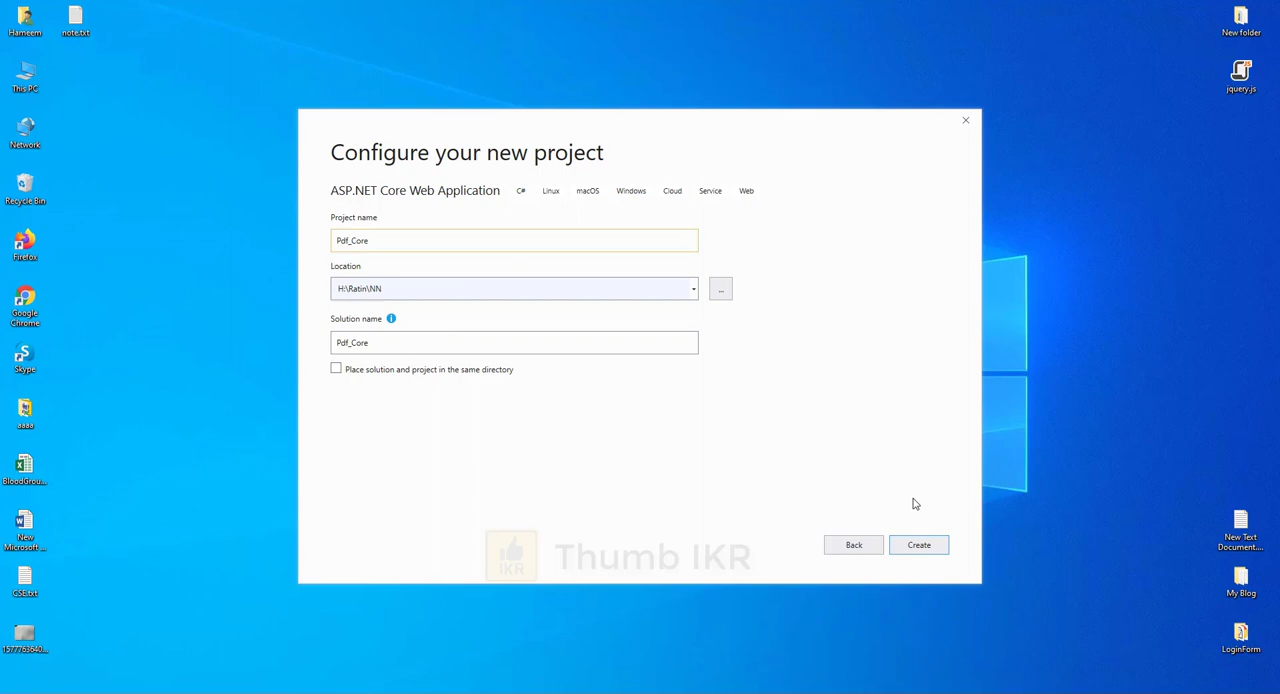 Hameem
note.txt
This PC
Network
Recycle Bin
Firefox
Google
Chrome
Skype
aaaa
BloodGrou...
New
Microsoft ...
CSE.txt
1577763640...
Configure your new project
ASP.NET Core Web Application C# Linux macOS Windows Cloud Service Web
Project name
Pdf_Core
Location
H:\Ratin\NN
...
Solution name
Pdf_Core
Place solution and project in the same directory
Back
Create
IKR
Thumb IKR
New folder
JS
jquery.js
New Text
Document....
My Blog
LoginForm